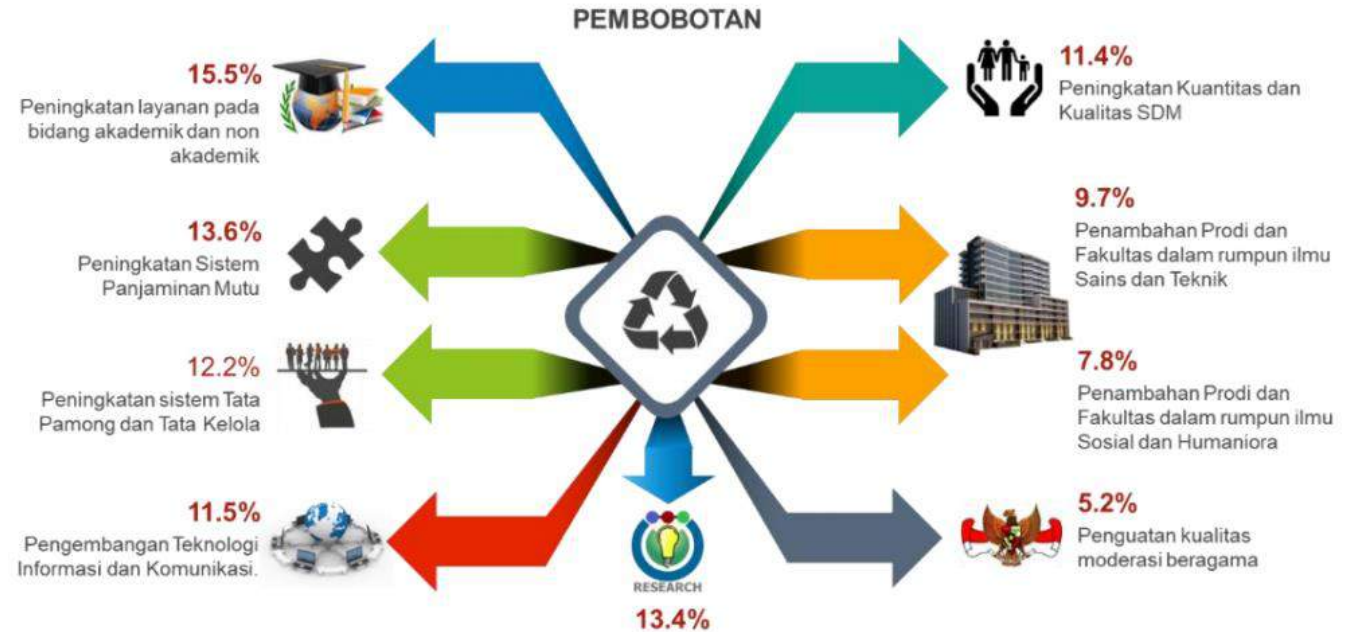 PEMBOBOTAN
15.5%
Peningkatan layanan pada
bidang akademik dan non
akademik
13.6%
Peningkatan Sistem
Panjaminan Mutu
12.2%
Peningkatan sistem Tata
Pamong dan Tata Kelola
11.5%
Pengembangan Teknologi
Informasi dan Komunikasi.
RESEARCH
13.4%
11.4%
Peningkatan Kuantitas dan
Kualitas SDM
9.7%
Penambahan Prodi dan
Fakultas dalam rumpun ilmu
Sains dan Teknik
7.8%
Penambahan Prodi dan
Fakultas dalam rumpun ilmu
Sosial dan Humaniora
5.2%
Penguatan kualitas
moderasi beragama